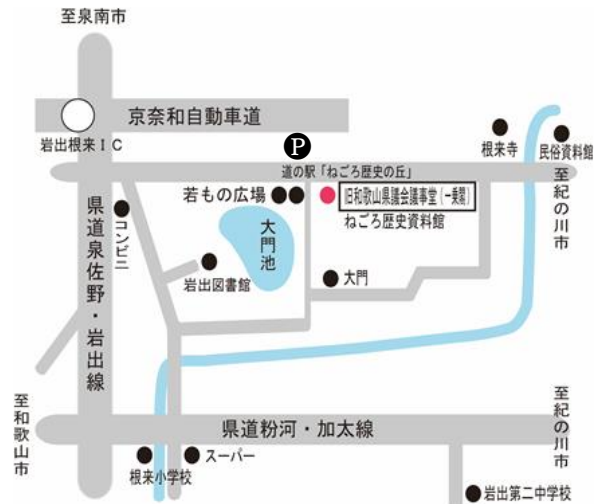 至泉南市
京奈和自動車道
岩出根来ＩＣ
P
道の駅「ねごろ歴史の丘」
根来寺
民俗資料館
至紀の川市
若もの広場
旧和歌山県議会議事堂（一乗閣）
ねごろ歴史資料館
コンビニ
県道泉佐野・岩出線
大門池
岩出図書館
大門
至和歌山市
県道粉河・加太線
至紀の川市
根来小学校
スーパー
岩出第二中学校